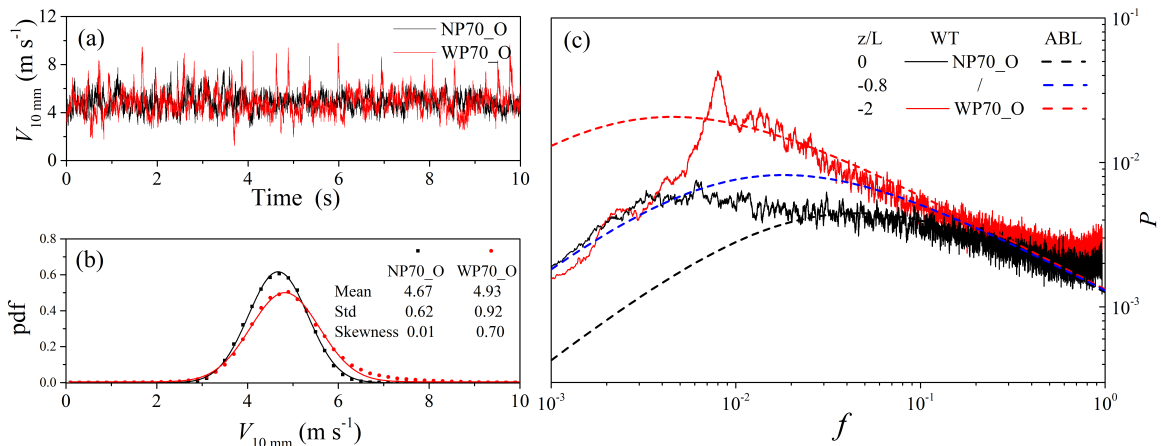 (a)
NP70_O
WP70_O
V10 mm (m s-1)
12
8
4
0
0 2 4 6 8 10
Time (s)
(b)
NP70_O WP70_O
Mean 4.67 4.93
Std 0.62 0.92
Skewness 0.01 0.70
pdf
0.8
0.6
0.4
0.2
0.0
0 2 4 6 8 10
V10 mm (m s-1)
(c)
z/L WT ABL
0 NP70_O
-0.8 /
-2 WP70_O
10-1
10-2
10-3
P
10-3 10-2 10-1 100
f